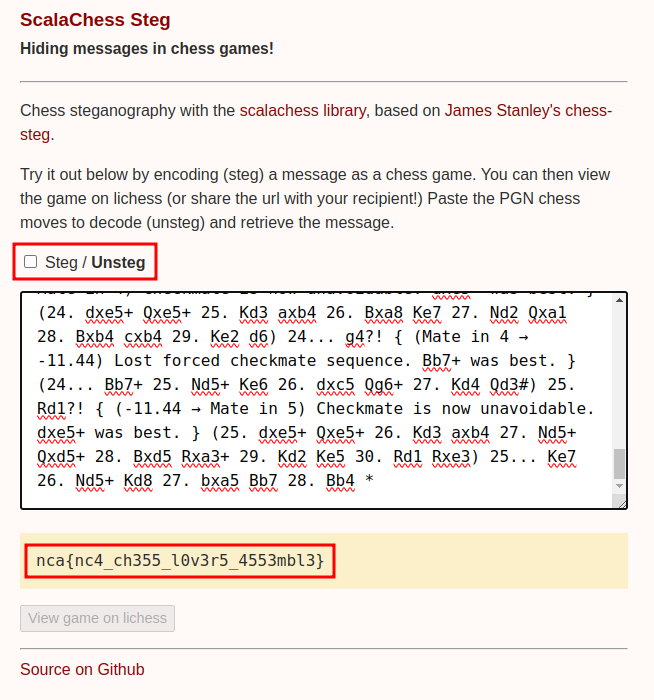 ScalaChess Steg
Hiding messages in chess games!
Chess steganography with the scalachess library, based on James Stanley's chess-
steg.
Try it out below by encoding (steg) a message as a chess game. You can then view
the game on lichess (or share the url with your recipient!) Paste the PGN chess
moves to decode (unsteg) and retrieve the message.
Steg / Unsteg
(24. dxe5+ Qxe5+ 25. Kd3 axb4 26. Bxa8 Ke7 27. Nd2 Qxa1
28. Bxb4 cxb4 29. Ke2 d6) 24... g4?! { (Mate in 4 →
-11.44) Lost forced checkmate sequence. Bb7+ was best. }
(24... Bb7+ 25. Nd5+ Ke6 26. dxc5 Qg6+ 27. Kd4 Qd3#) 25.
Rd1?! { (-11.44 → Mate in 5) Checkmate is now unavoidable.
dxe5+ was best. } (25. dxe5+ Qxe5+ 26. Kd3 axb4 27. Nd5+
Qxd5+ 28. Bxd5 Rxa3+ 29. Kd2 Ke5 30. Rd1 Rxe3) 25... Ke7
26. Nd5+ Kd8 27. bxa5 Bb7 28. Bb4 *
nca{nc4_ch355_l0v3r5_4553mbl3}
View game on lichess
Source on Github